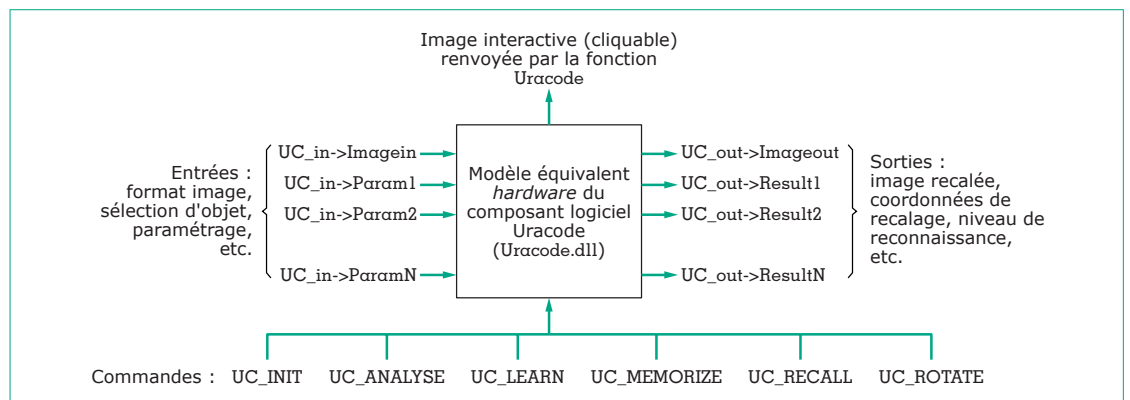 Image interactive (cliquable)
renvoyée par la fonction
Uracode
Entrées :
format image,
sélection d'objet,
paramétrage,
etc.
UC_in->Imagein
UC_in->Param1
UC_in->Param2
UC_in->ParamN
Modèle équivalent
hardware du
composant logiciel
Uracode
(Uracode.dll)
UC_out->Imageout
UC_out->Result1
UC_out->Result2
UC_out->ResultN
Sorties :
image recalée,
coordonnées de
recalage, niveau de
reconnaissance,
etc.
Commandes : UC_INIT UC_ANALYSE UC_LEARN UC_MEMORIZE UC_RECALL UC_ROTATE